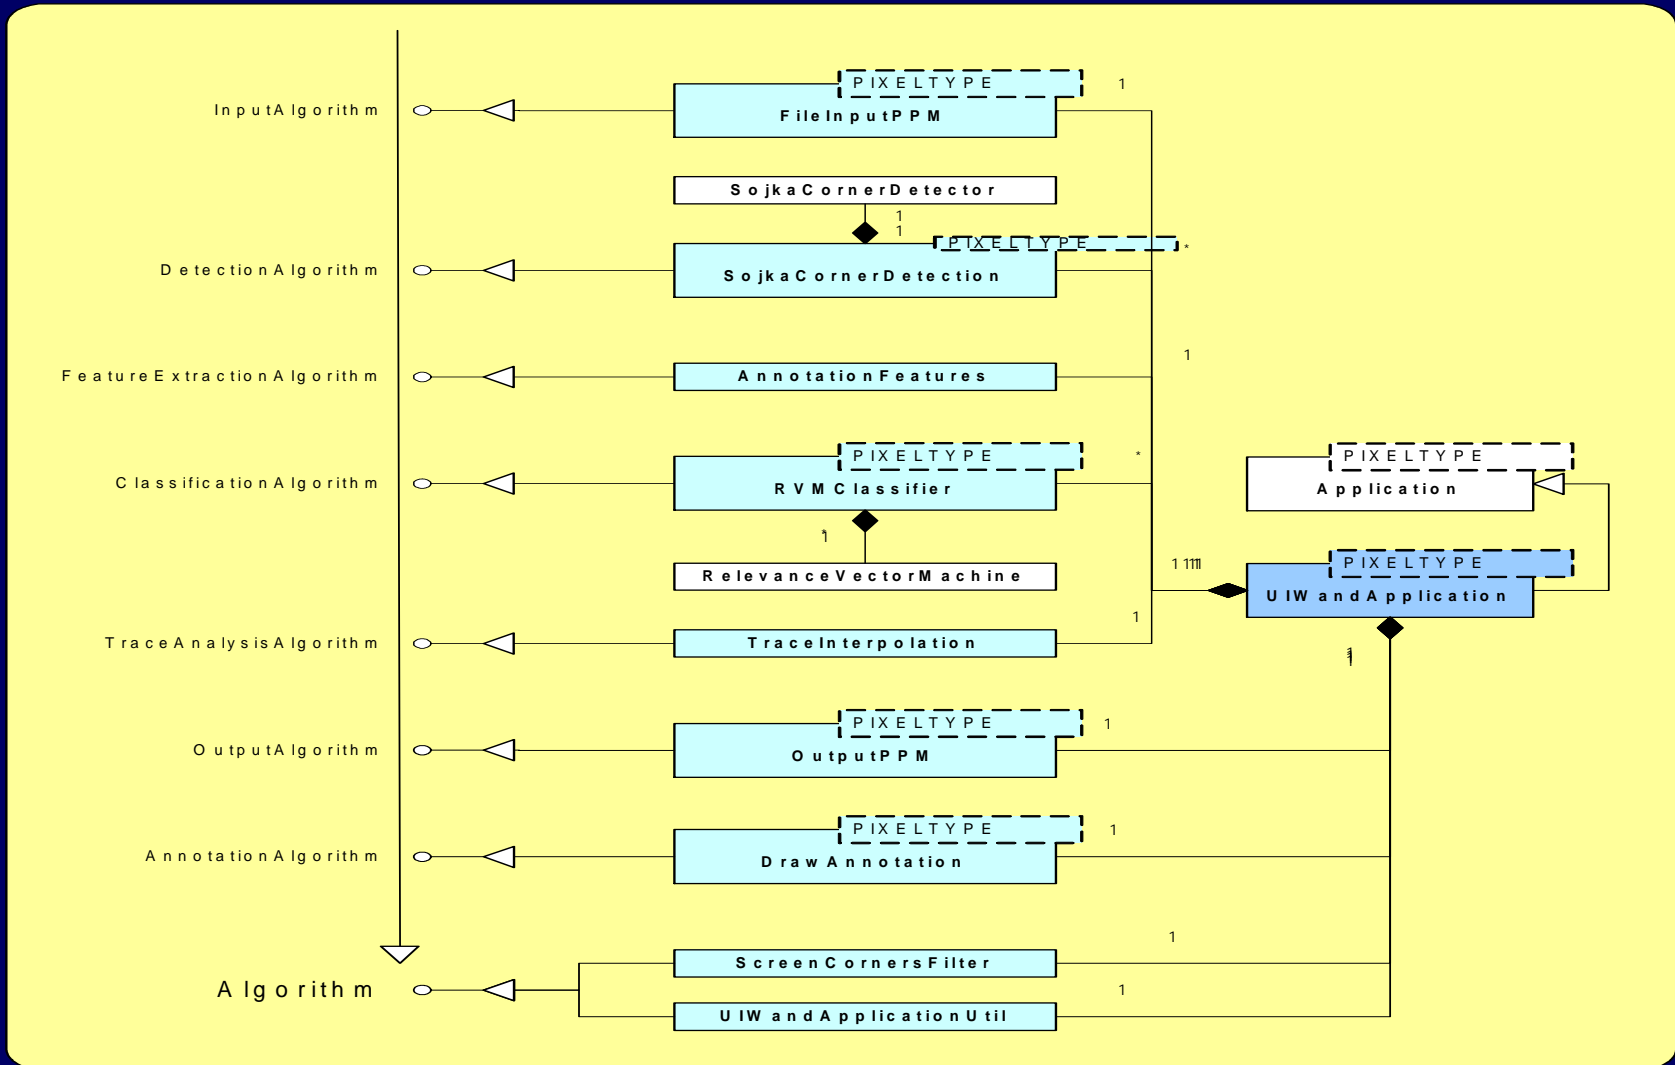 PIXELTYPE
1
InputAlgorithm
FileInputPPM
SojkaCornerDetector
1
1
PIXELTYPE
*
DetectionAlgorithm
SojkaCornerDetection
1
FeatureExtractionAlgorithm
AnnotationFeatures
PIXELTYPE
*
PIXELTYPE
ClassificationAlgorithm
RVMClassifier
Application
PIXELTYPE
1
RelevanceVectorMachine
UIWandApplication
1
TraceAnalysisAlgorithm
TraceInterpolation
PIXELTYPE
1
OutputAlgorithm
OutputPPM
PIXELTYPE
1
AnnotationAlgorithm
DrawAnnotation
1
ScreenCornersFilter
Algorithm
1
UIWandApplicationUtil